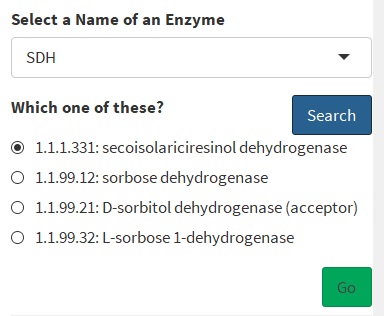 Select a Name of an Enzyme
SDH
Which one of these?
Search
1.1.1.331: secoisolariciresinol dehydrogenase
1.1.99.12: sorbose dehydrogenase
1.1.99.21: D-sorbitol dehydrogenase (acceptor)
1.1.99.32: L-sorbose 1-dehydrogenase
Go